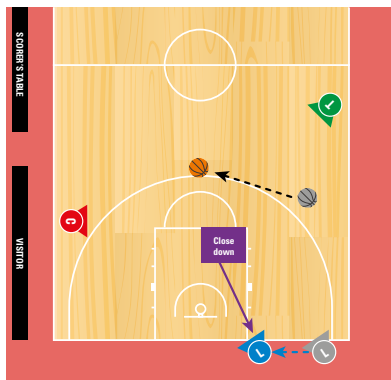 SCORER'S TABLE
T
C
Close
down
VISITOR
L
L